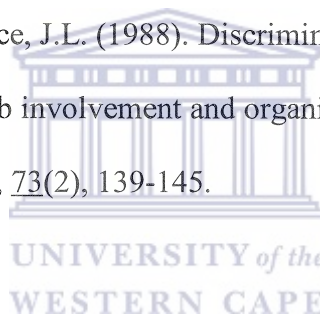 ce, J.L. (1988). Discrimin
b involvement and organi
, 73(2), 139-145.
UNIVERSITY of the
WESTERN CAPE